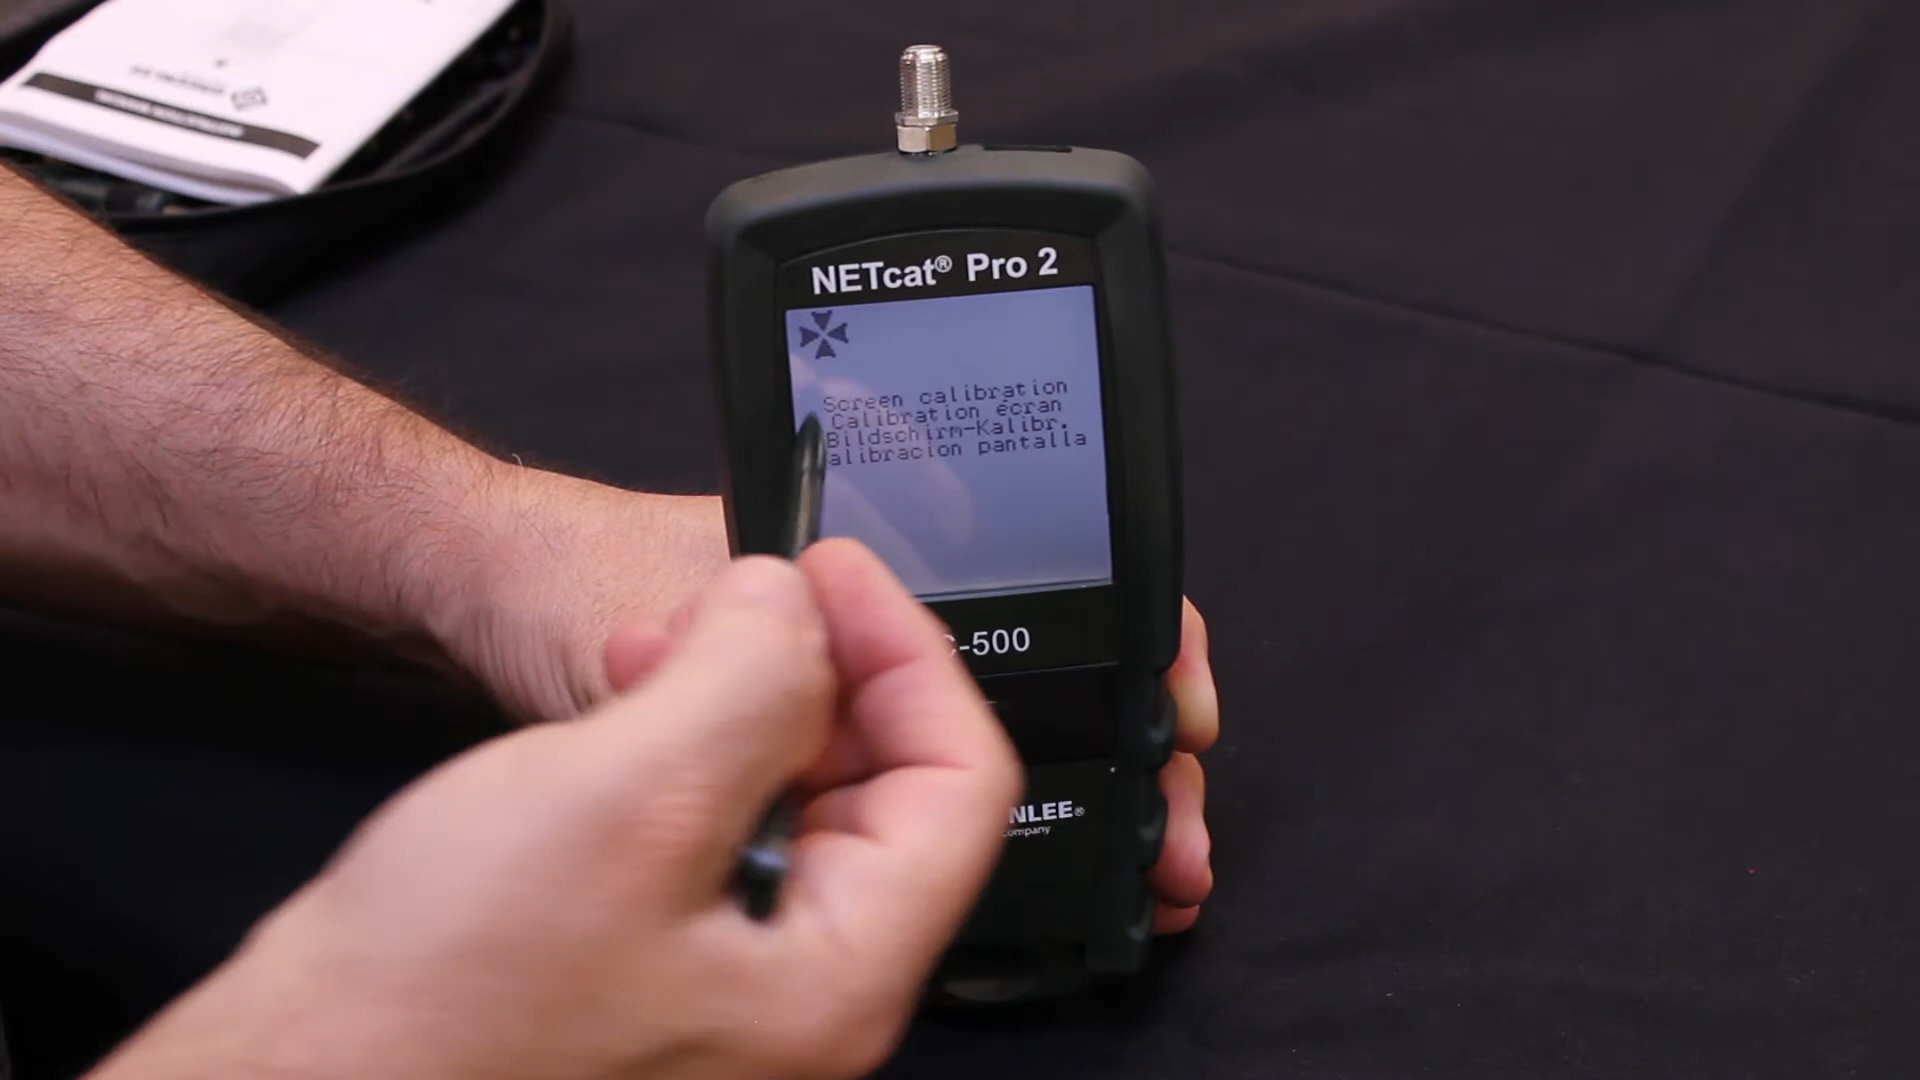 NETcat® Pro 2
Screen calibration
Calibration écran
Bildschirm-Kalibr.
alibracion pantalla
C-500
NLEE®
company